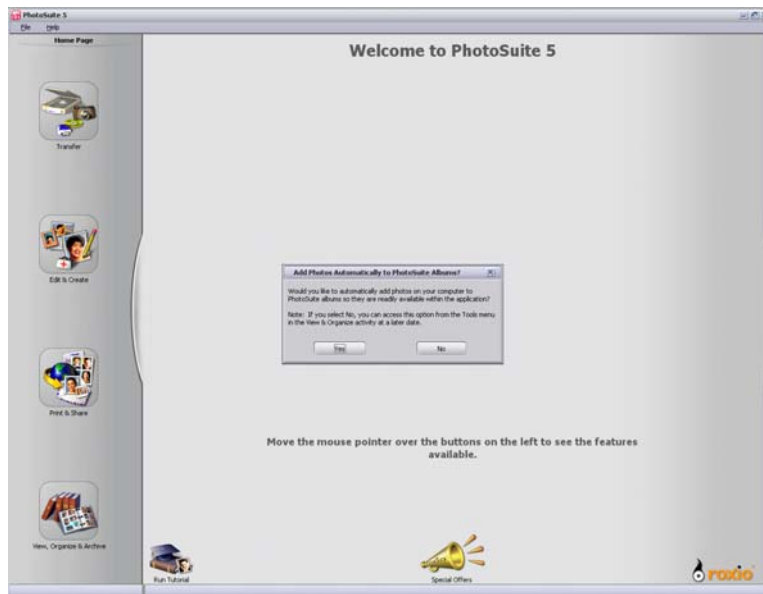 PhotoSuite 5
File Help
Home Page
Welcome to PhotoSuite 5
Transfer
Edit & Create
Add Photos Automatically to PhotoSuite Albums?
Would you like to automatically add photos on your computer to
PhotoSuite albums so they are readily available within the application?
Note: If you select No, you can access this option from the Tools menu
in the View & Organize activity at a later date.
Yes No
Print & Share
Move the mouse pointer over the buttons on the left to see the features
available.
View, Organize & Archive
Run Tutorial
Special Offers
roxio